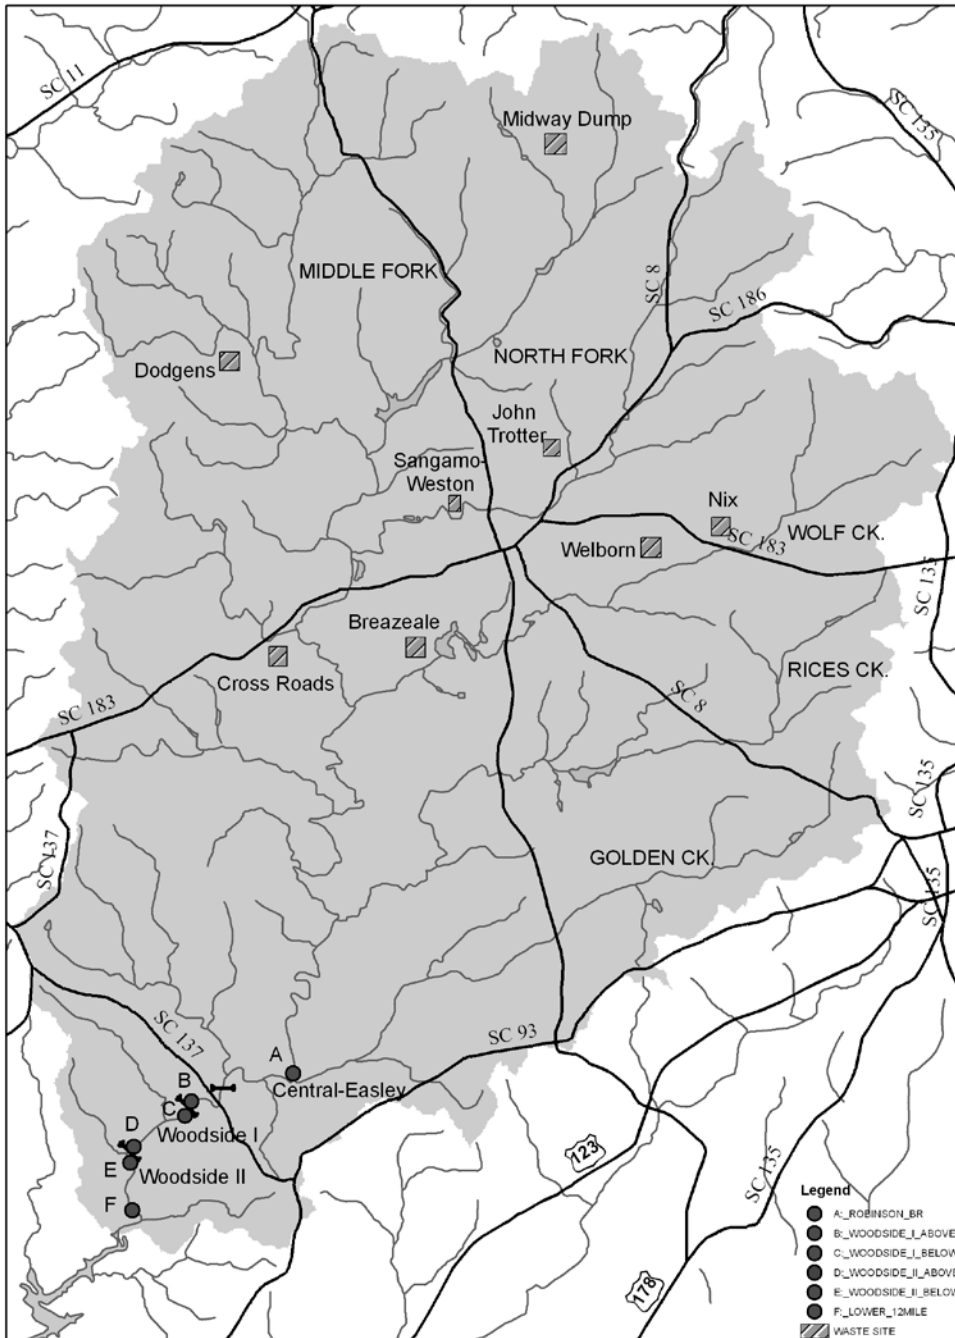 SC 11
SC 135
Midway Dump
MIDDLE FORK
SC 8
SC 186
Dodgens
NORTH FORK
John
Trotter
Sangamo-
Weston
Nix
WOLF CK.
SC 183
Welborn
SC 135
Breazeale
Cross Roads
RICES CK.
SC 8
SC 183
SC 135
SC 137
GOLDEN CK.
SC 135
SC 137
SC 93
A
Central-Easley
B
C
Woodside I
D
E
Woodside II
F
123
SC 135
178
Legend
A:_ROBINSON_BR
B:_WOODSIDE_I_ABOVE
C:_WOODSIDE_I_BELOW
D:_WOODSIDE_II_ABOVE
E:_WOODSIDE_II_BELOW
F:_LOWER_12MILE
WASTE SITE